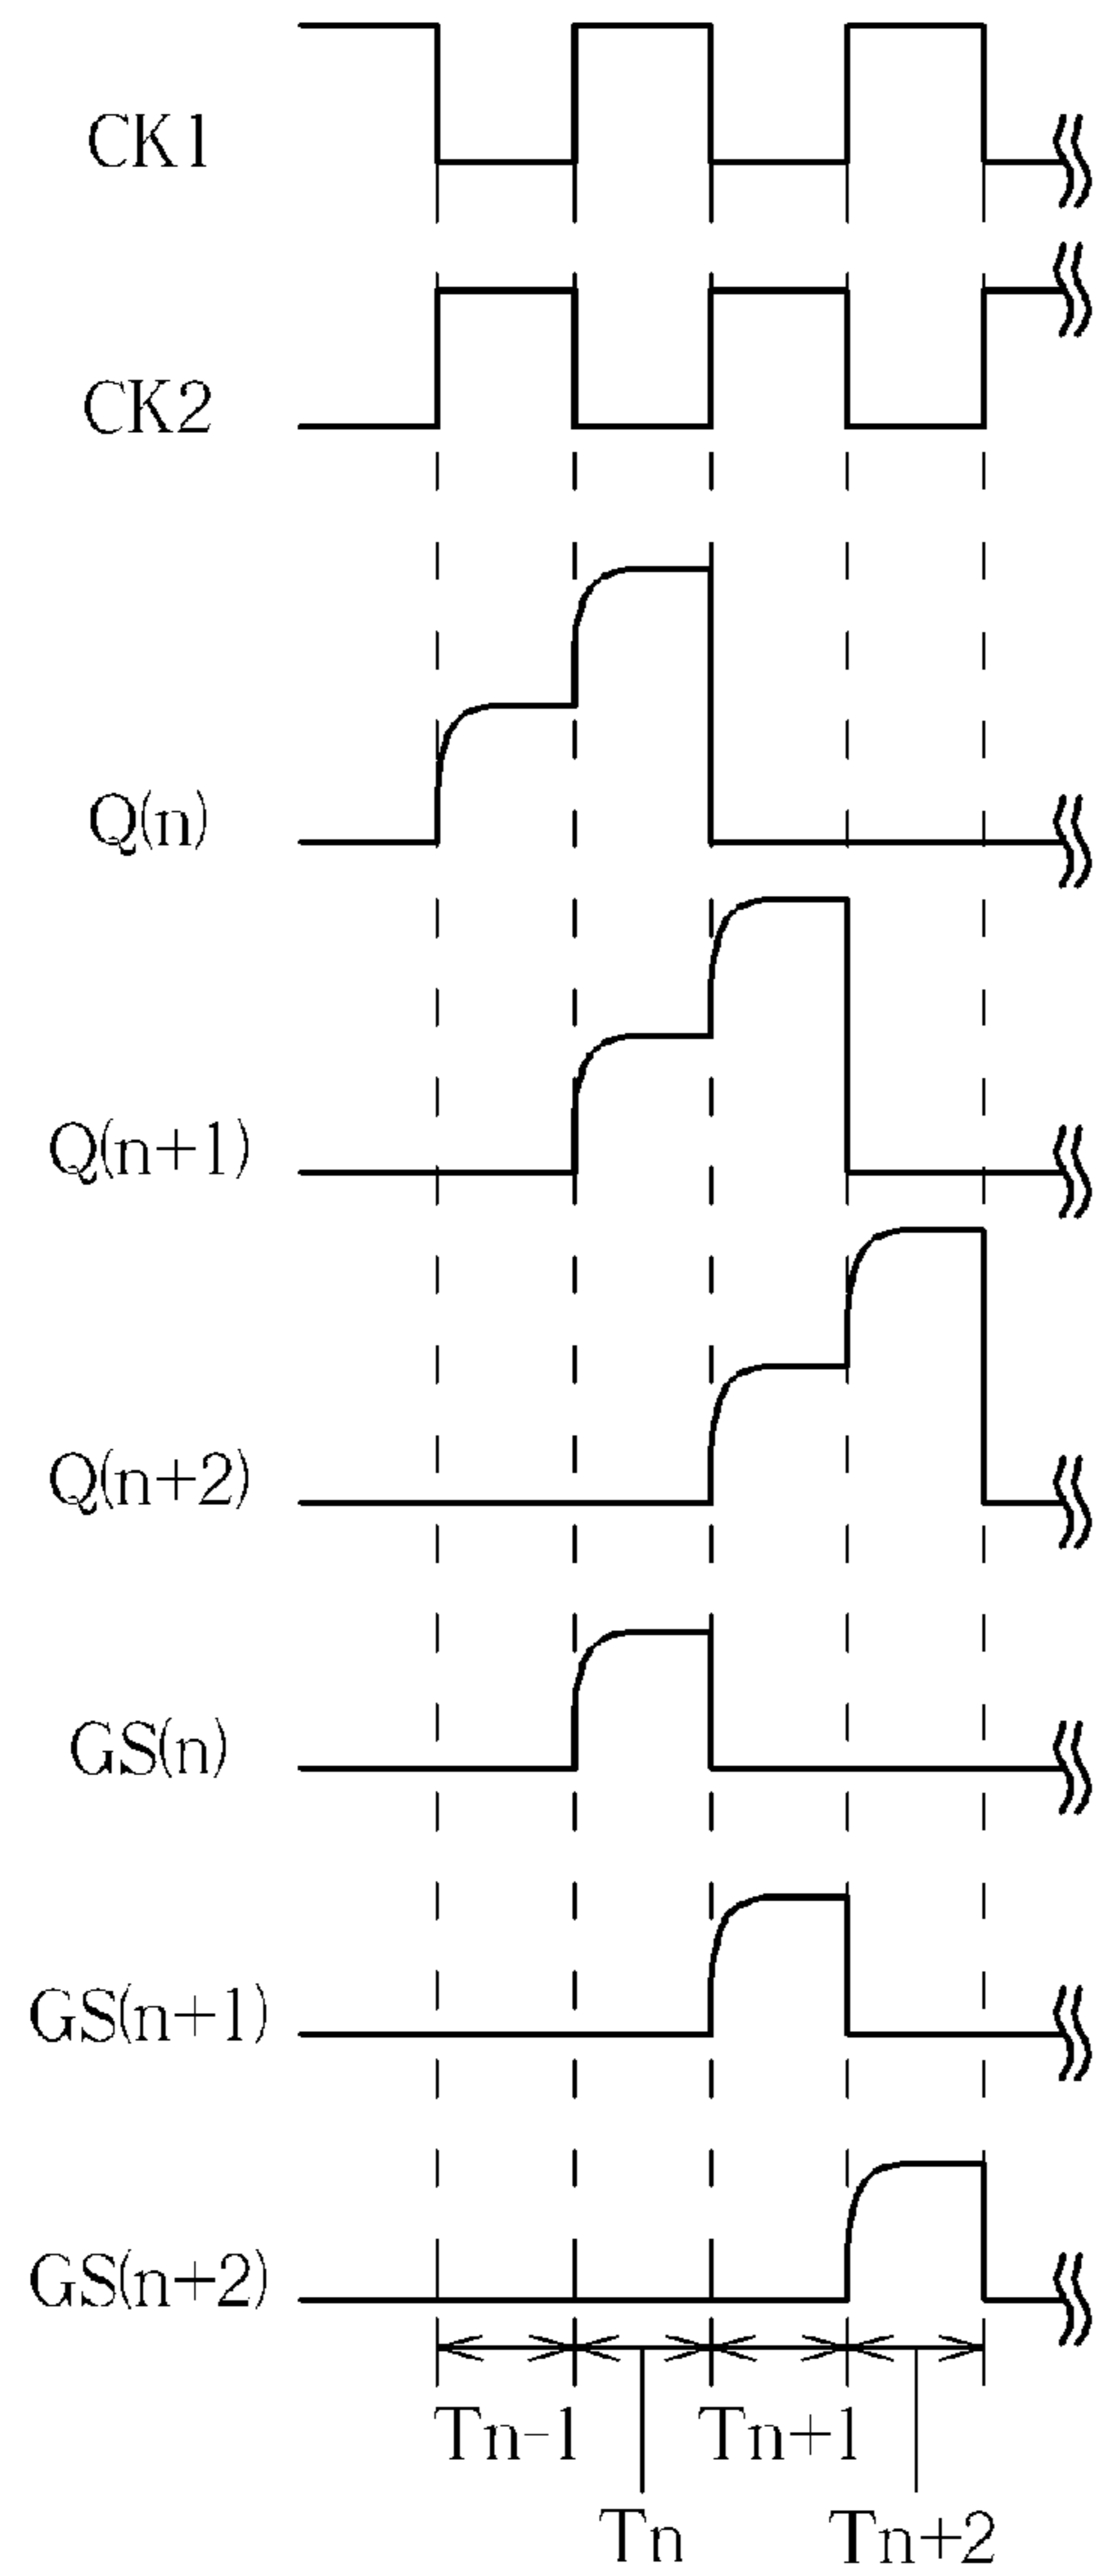 CK1
CK2
Q(n)
Q(n+1)
Q(n+2)
GS(n)
GS(n+1)
GS(n+2)
Tn-1
Tn+1
Tn
Tn+2